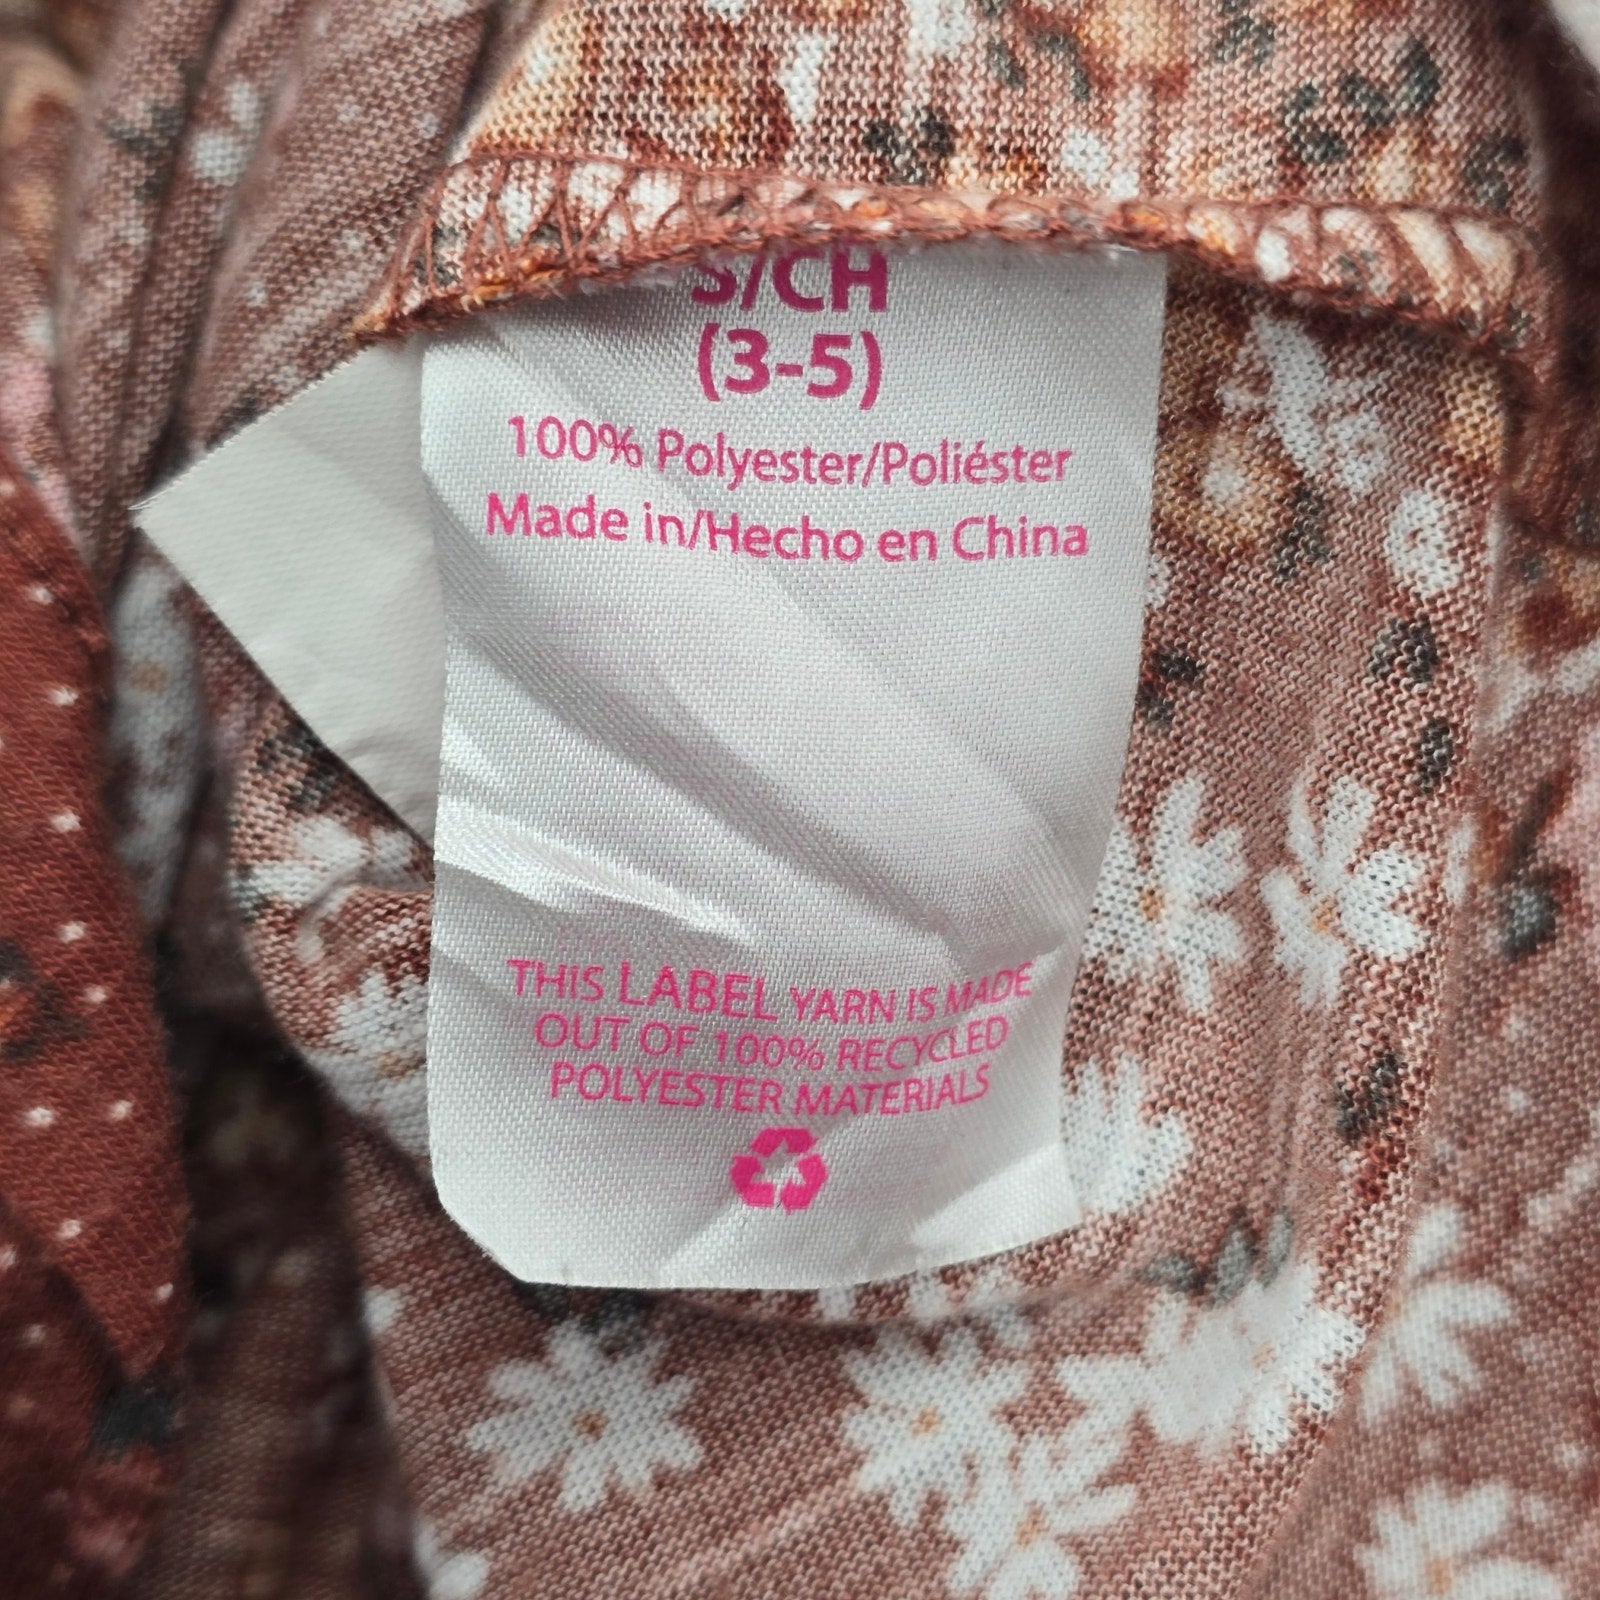 S/CH
(3-5)
100% Polyester/Poliéster
Made in/Hecho en China
THIS LABEL YARN IS MADE
OUT OF 100% RECYCLED
POLYESTER MATERIALS